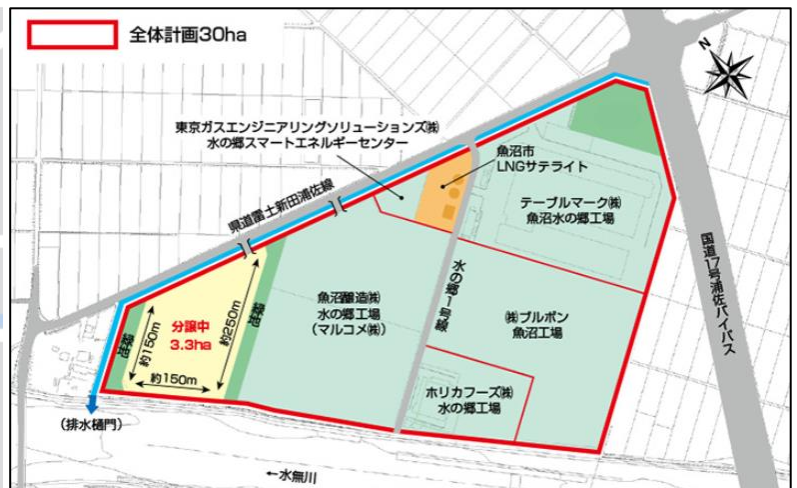 全体計画30ha
N
東京ガスエンジニアリングソリューションズ㈱
水の郷スマートエネルギーセンター
魚沼市
LNGサテライト
テーブルマーク㈱
魚沼水の郷工場
県道雷土新田浦佐線
国道17号浦佐バイパス
水の郷1号線
魚沼醸造㈱
水の郷工場
(マルコメ㈱)
㈱ブルボン
魚沼工場
緑地
分譲中
3.3ha
約150m
約250m
約150m
緑地
ホリカフーズ㈱
水の郷工場
(排水樋門)
←水無川